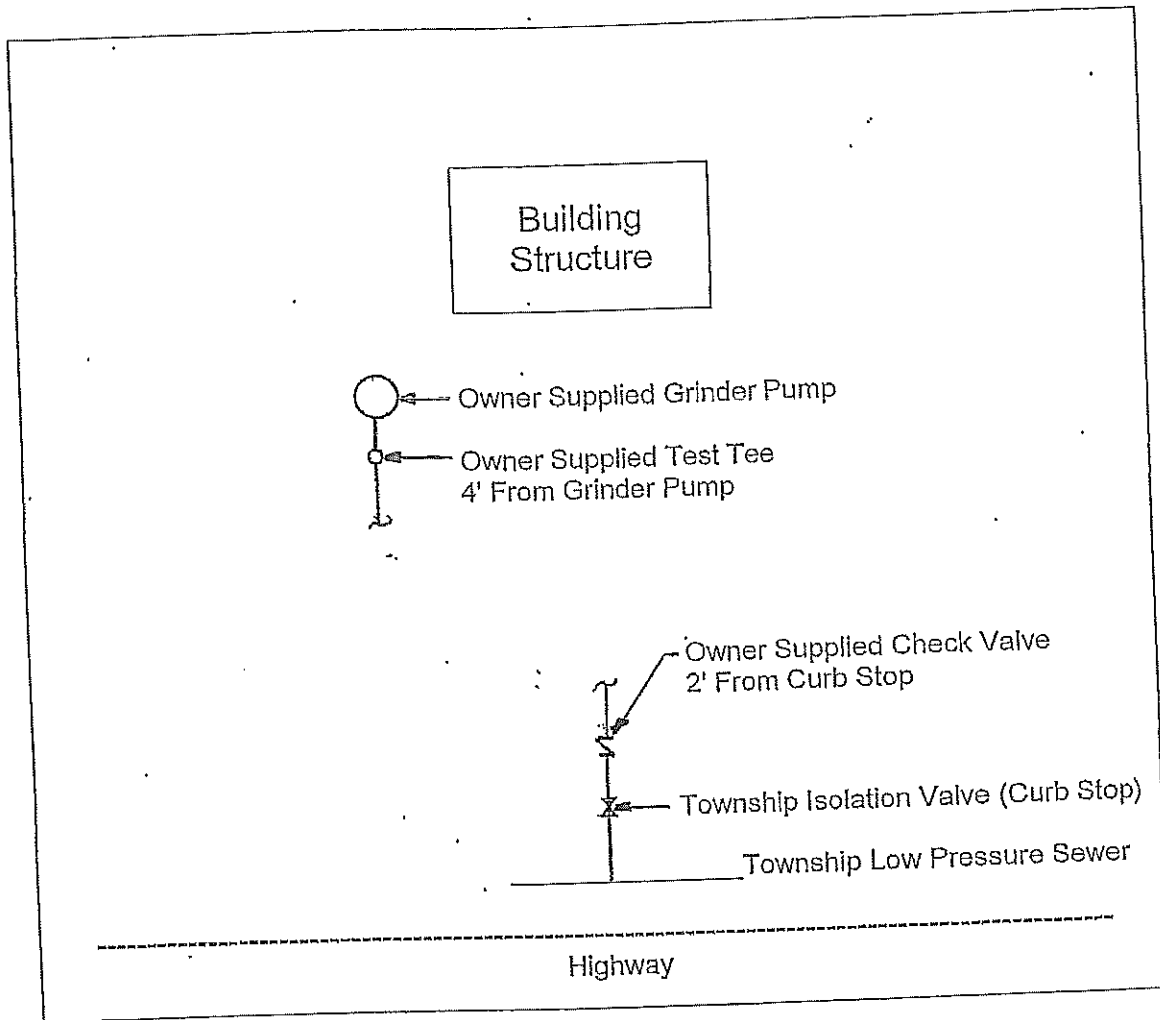 Building
Structure
Owner Supplied Grinder Pump
Owner Supplied Test Tee
4' From Grinder Pump
Owner Supplied Check Valve
2' From Curb Stop
Township Isolation Valve (Curb Stop)
Township Low Pressure Sewer
Highway